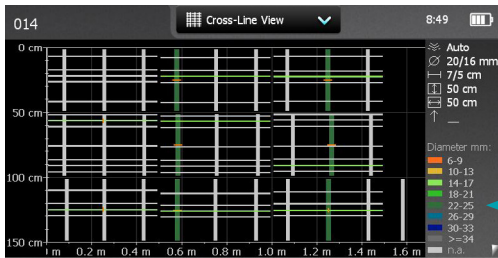 014 Cross-Line View 8:49
0 cm
50 cm
100 cm
150 cm
m 0.2 m 0.4 m 0.6 m 0.8 m 1.0 m 1.2 m 1.4 m 1.6 m
Auto
20/16 mm
7/5 cm
50 cm
50 cm
Diameter mm:
6-9
10-13
14-17
18-21
22-25
26-29
30-33
>=34
n.a.